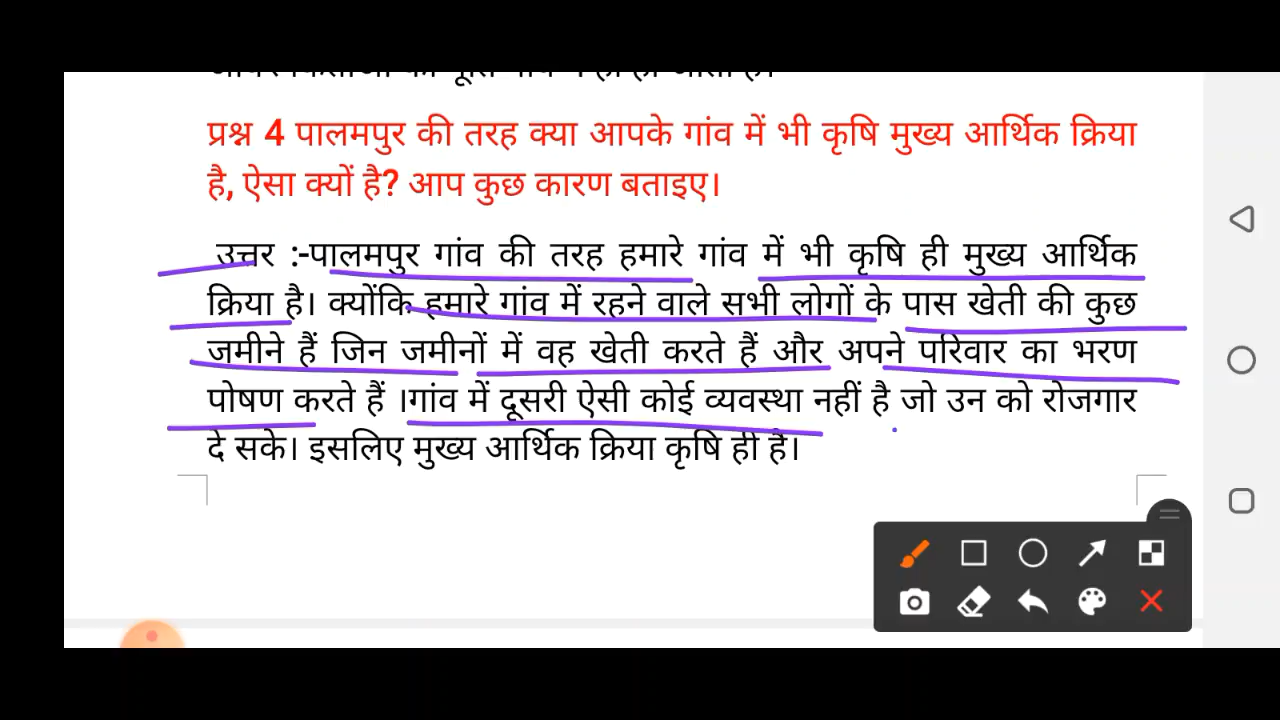 प्रश्न 4 पालमपुर की तरह क्या आपके गांव में भी कृषि मुख्य आर्थिक क्रिया
है, ऐसा क्यों है? आप कुछ कारण बताइए।
उत्तर :-पालमपुर गांव की तरह हमारे गांव में भी कृषि ही मुख्य आर्थिक
क्रिया है। क्योंकि हमारे गांव में रहने वाले सभी लोगों के पास खेती की कुछ
जमीने हैं जिन जमीनों में वह खेती करते हैं और अपने परिवार का भरण
पोषण करते हैं ।गांव में दूसरी ऐसी कोई व्यवस्था नहीं है जो उन को रोजगार
दे सके। इसलिए मुख्य आर्थिक क्रिया कृषि ही है।